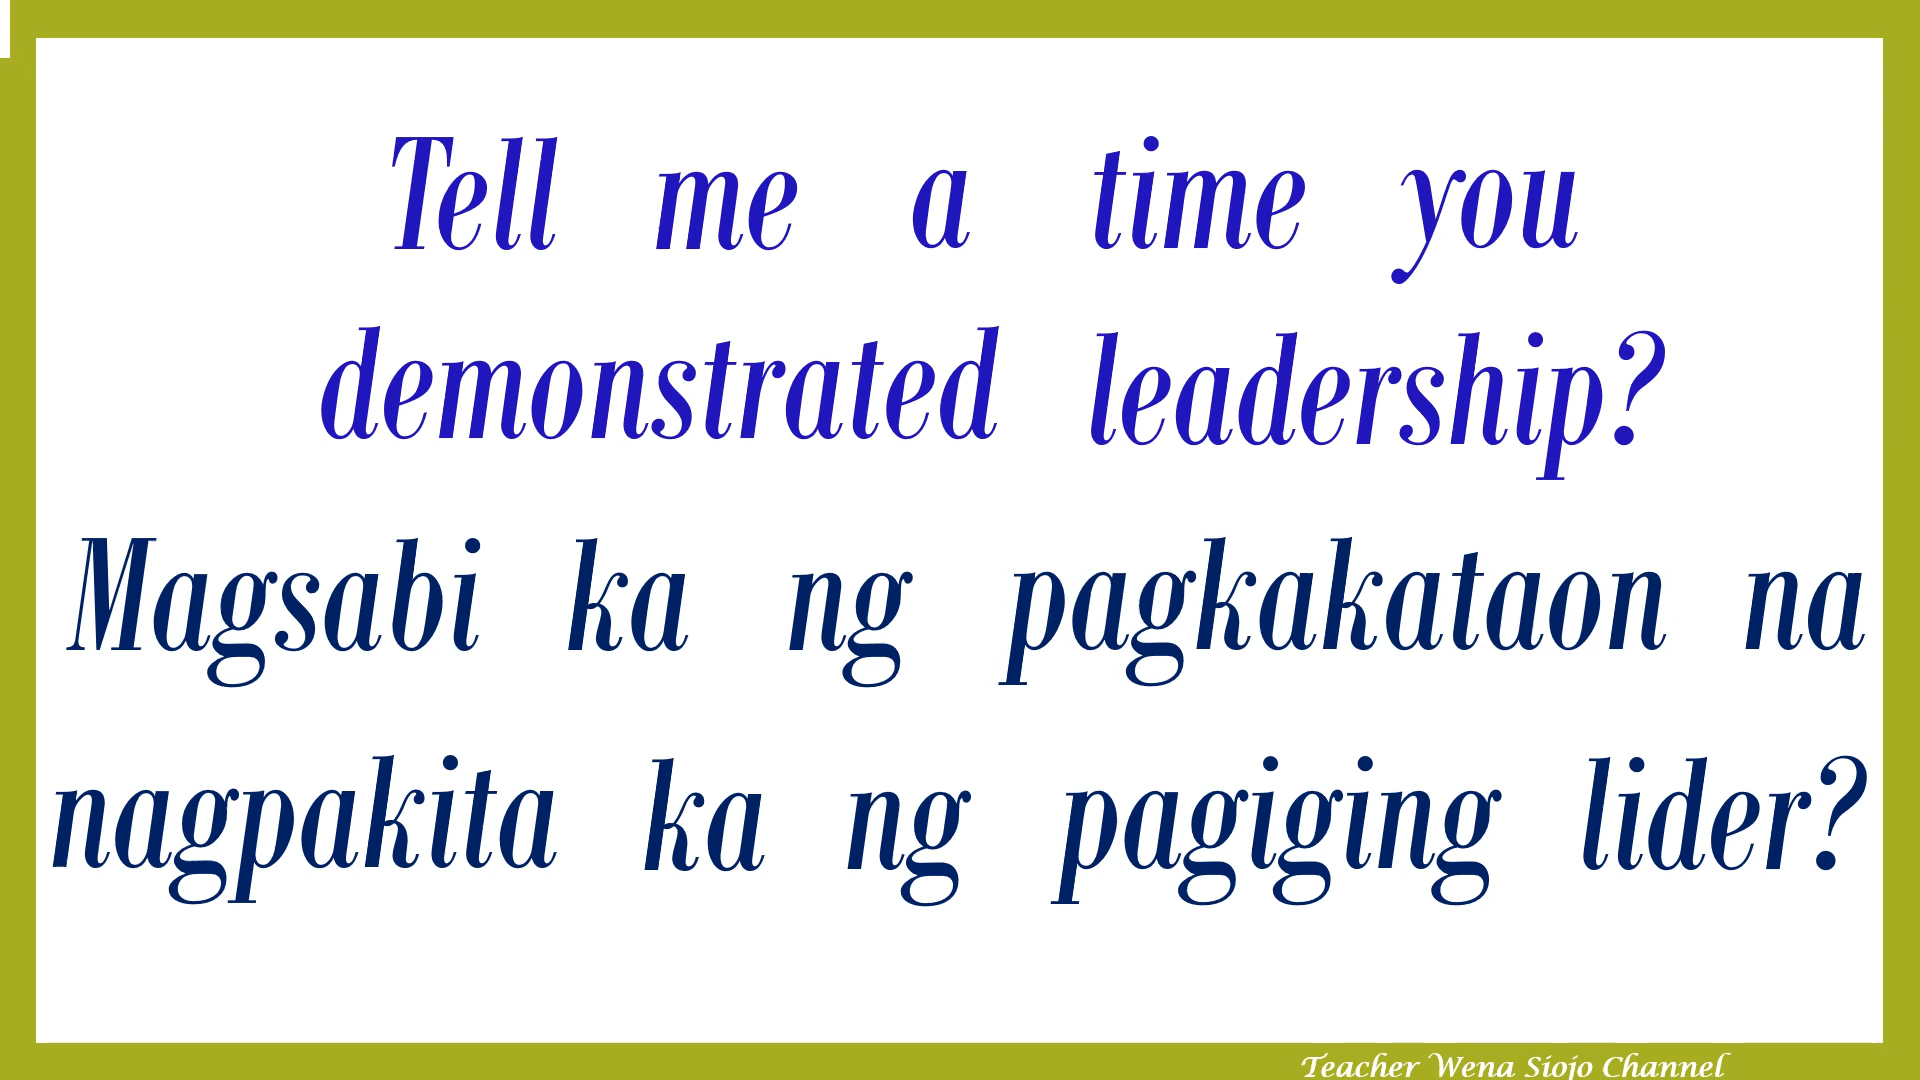 Tell me a time you
demonstrated leadership?
Magsabi ka ng pagkakataon na
nagpakita ka ng pagiging lider?
Teacher Wena Siojo Channel